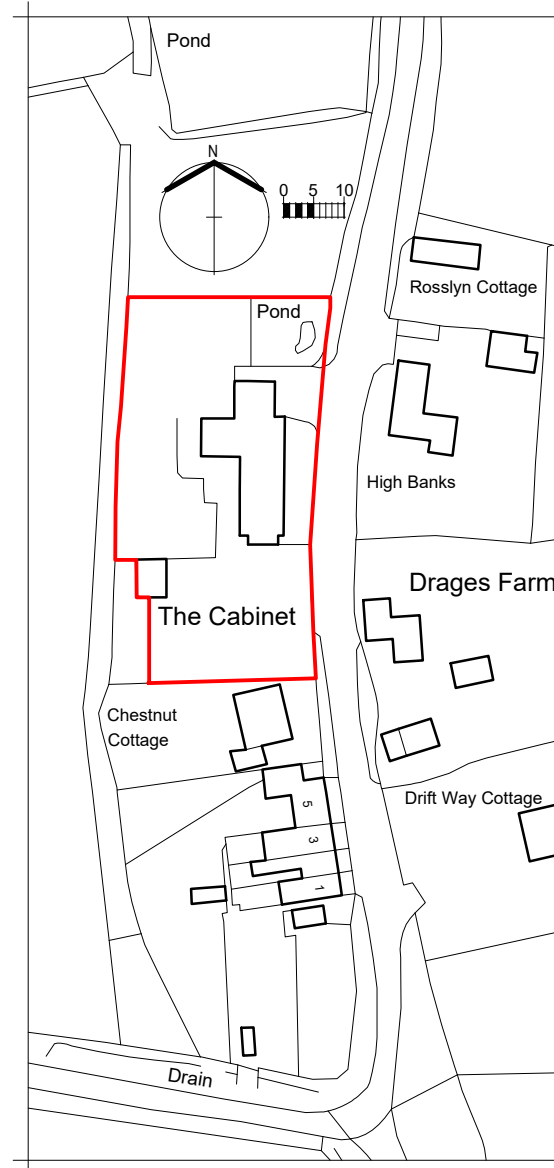 Pond
N
0 5 10
Rosslyn Cottage
Pond
High Banks
Drages Farm
The Cabinet
Chestnut
Cottage
Drift Way Cottage
5
3
1
Drain